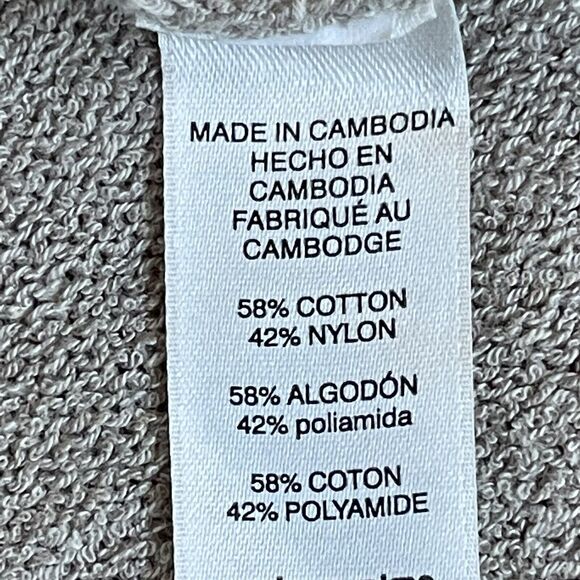 MADE IN CAMBODIA
HECHO EN
CAMBODIA
FABRIQUÉ AU
CAMBODGE
58% COTTON
42% NYLON
58% ALGODÓN
42% poliamida
58% COTON
42% POLYAMIDE